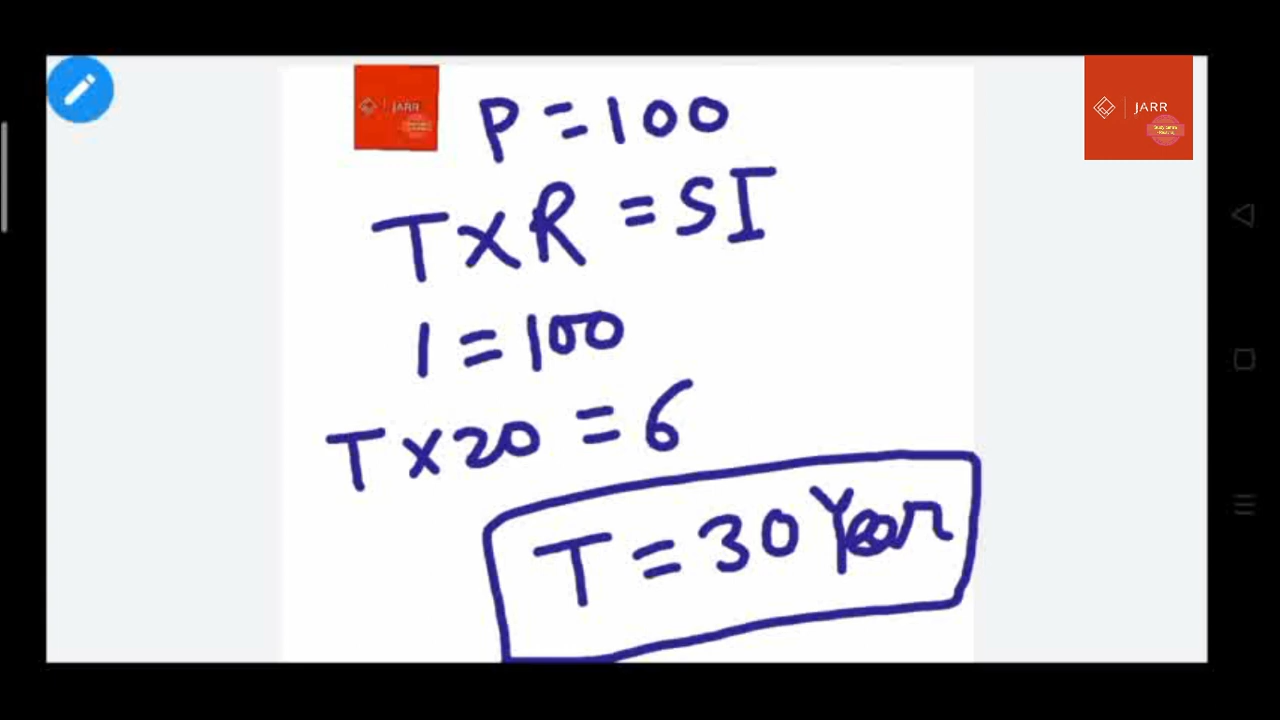 JARR
P = 100
JARR
T x R = SI
1 = 100
T x 20 = 6
T = 30 Year